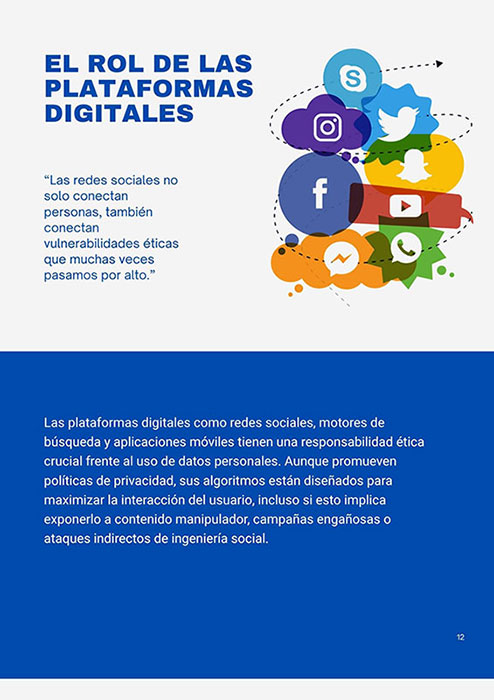 EL ROL DE LAS
PLATAFORMAS
DIGITALES
“Las redes sociales no
solo conectan
personas, también
conectan
vulnerabilidades éticas
que muchas veces
pasamos por alto.”
Las plataformas digitales como redes sociales, motores de
búsqueda y aplicaciones móviles tienen una responsabilidad ética
crucial frente al uso de datos personales. Aunque promueven
políticas de privacidad, sus algoritmos están diseñados para
maximizar la interacción del usuario, incluso si esto implica
exponerlo a contenido manipulador, campañas engañosas o
ataques indirectos de ingeniería social.
12